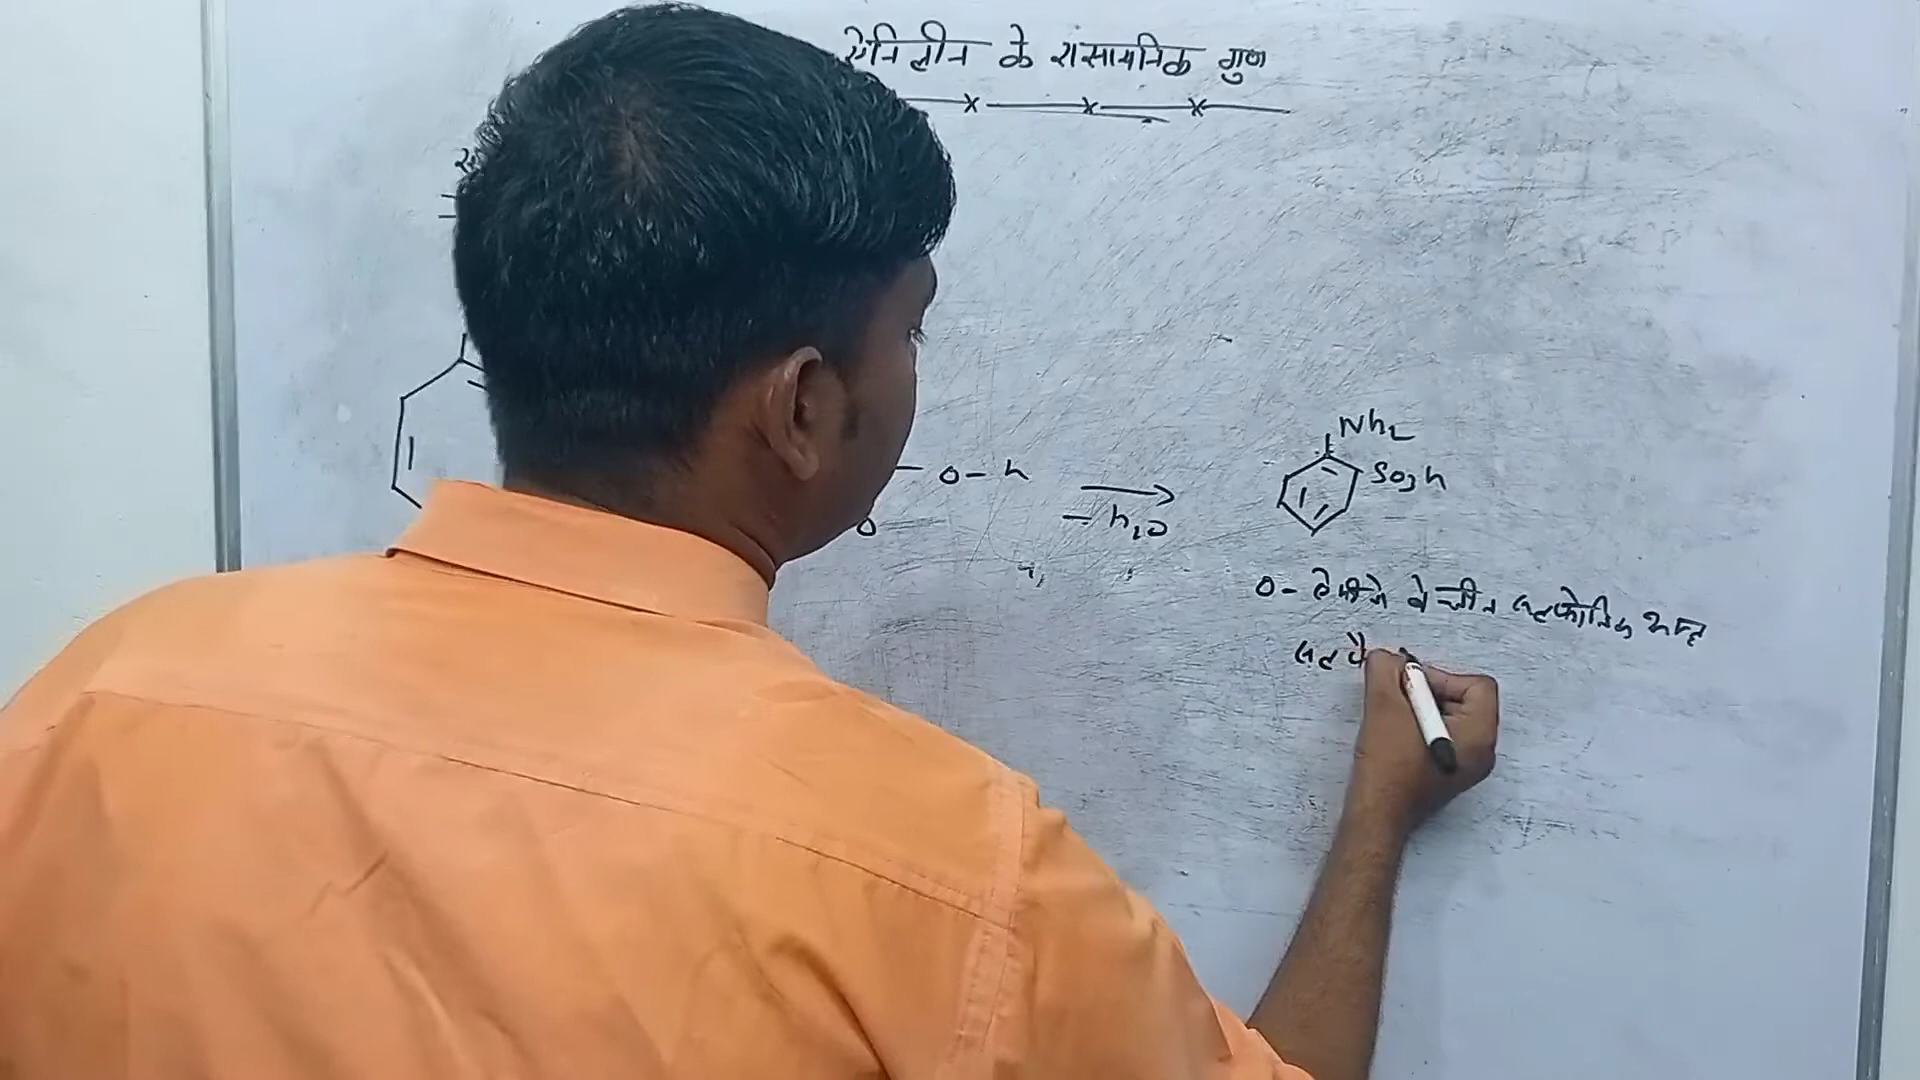 ऐनिलीन के रासायनिक गुण
Nh2
So3h
O - h
O
- h2O
O - ऐमीनो बेन्जीन सल्फोनिक अम्ल